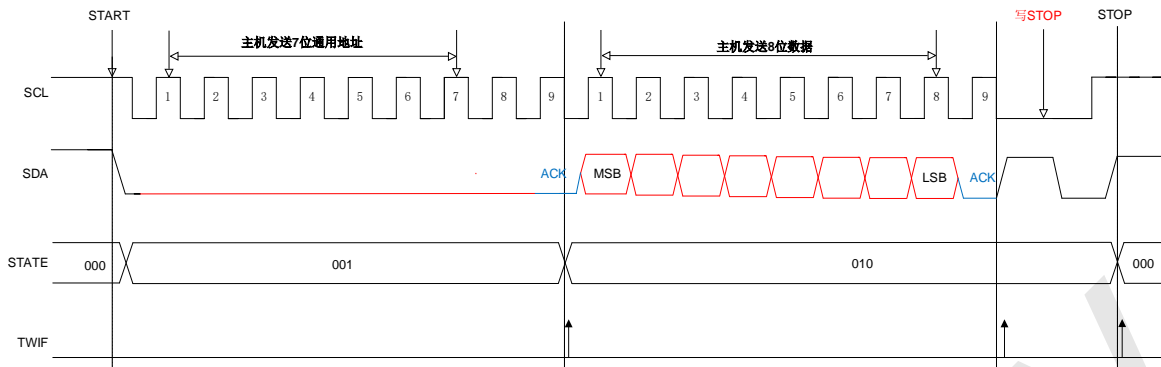 START
写STOP
STOP
主机发送7位通用地址
主机发送8位数据
SCL
1 2 3 4 5 6 7 8 9 1 2 3 4 5 6 7 8 9
SDA
ACK MSB LSB ACK
STATE
000 001 010 000
TWIF